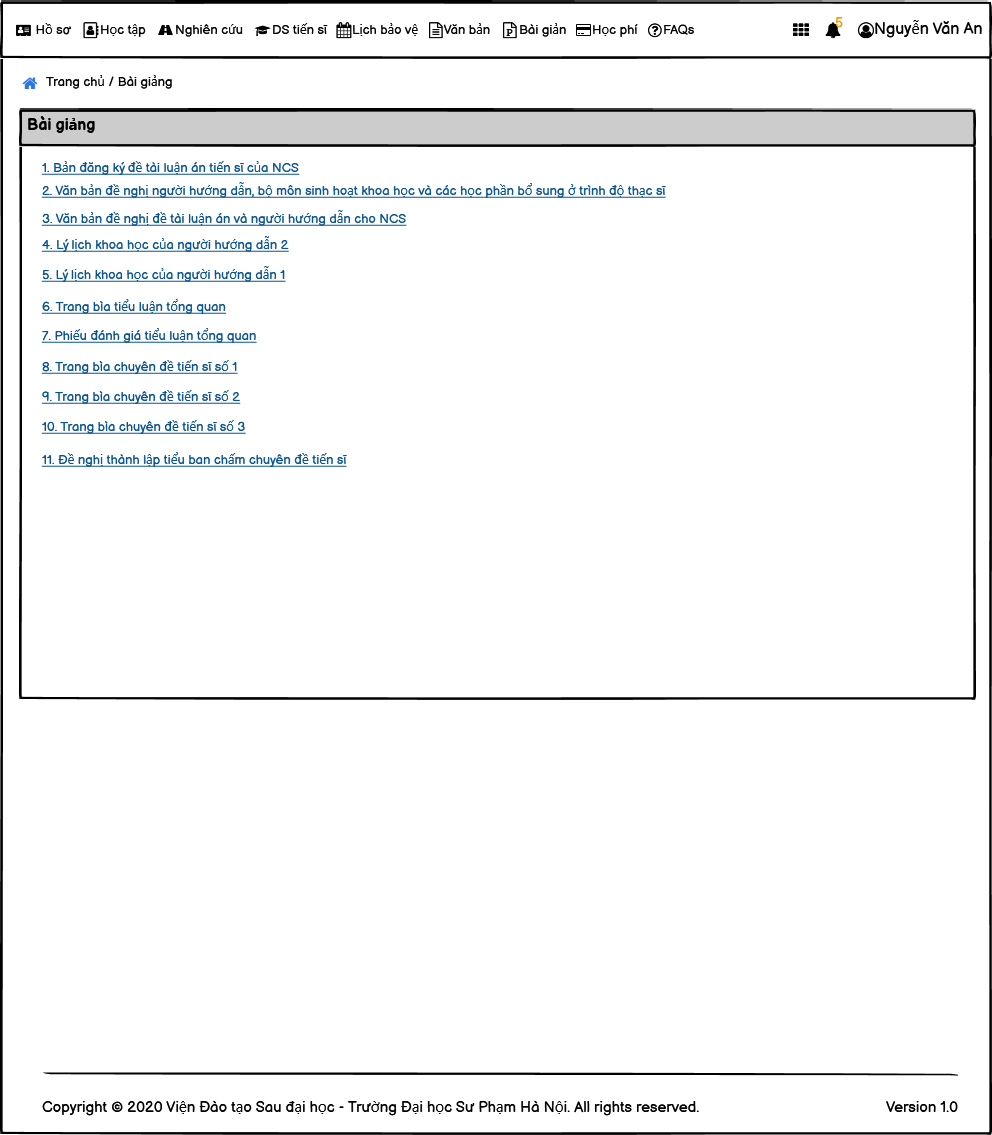 Hồ sơ Học tập Nghiên cứu DS tiến sĩ Lịch bảo vệ Văn bản Bài giản Học phí FAQs 5 Nguyễn Văn An
Trang chủ / Bài giảng
Bài giảng
1. Bản đăng ký đề tài luận án tiến sĩ của NCS
2. Văn bản đề nghị người hướng dẫn, bộ môn sinh hoạt khoa học và các học phần bổ sung ở trình độ thạc sĩ
3. Văn bản đề nghị đề tài luận án và người hướng dẫn cho NCS
4. Lý lịch khoa học của người hướng dẫn 2
5. Lý lịch khoa học của người hướng dẫn 1
6. Trang bìa tiểu luận tổng quan
7. Phiếu đánh giá tiểu luận tổng quan
8. Trang bìa chuyên đề tiến sĩ số 1
9. Trang bìa chuyên đề tiến sĩ số 2
10. Trang bìa chuyên đề tiến sĩ số 3
11. Đề nghị thành lập tiểu ban chấm chuyên đề tiến sĩ
Copyright © 2020 Viện Đào tạo Sau đại học - Trường Đại học Sư Phạm Hà Nội. All rights reserved. Version 1.0